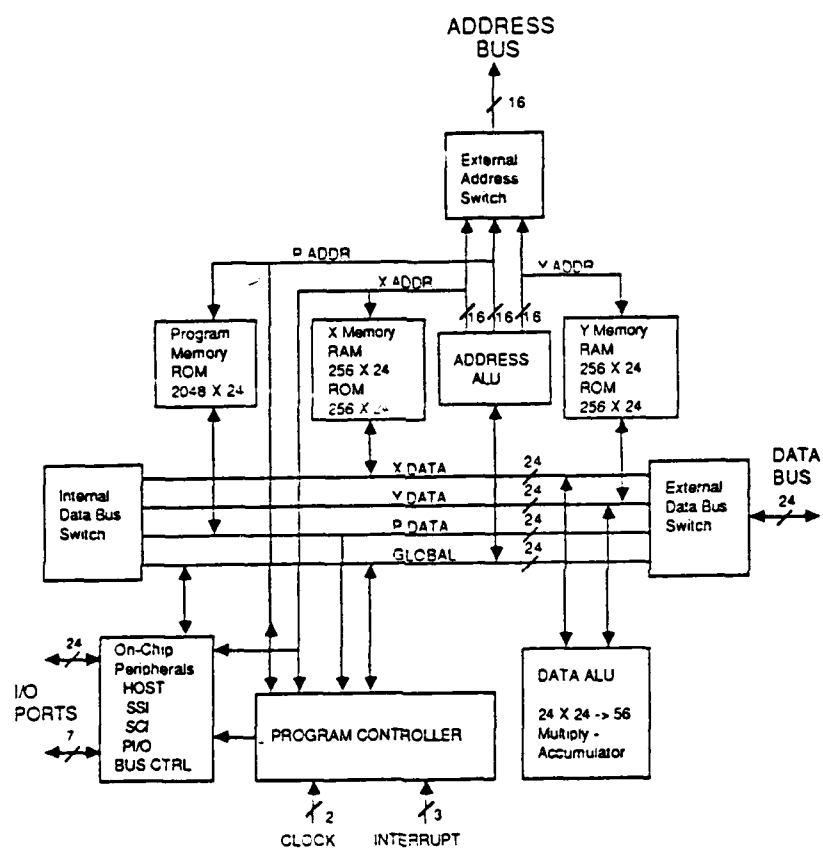 ADDRESS
BUS
16
External
Address
Switch
P ADDR
X ADDR
Y ADDR
16
16
16
Program
Memory
ROM
2048 X 24
X Memory
RAM
256 X 24
ROM
256 X 24
ADDRESS
ALU
Y Memory
RAM
256 X 24
ROM
256 X 24
Internal
Data Bus
Switch
X DATA
24
Y DATA
24
P DATA
24
GLOBAL
24
External
Data Bus
Switch
DATA
BUS
24
I/O
PORTS
24
7
On-Chip
Peripherals
HOST
SSI
SCI
PI/O
BUS CTRL
PROGRAM CONTROLLER
DATA ALU
24 X 24 -> 56
Multiply -
Accumulator
2
3
CLOCK
INTERRUPT